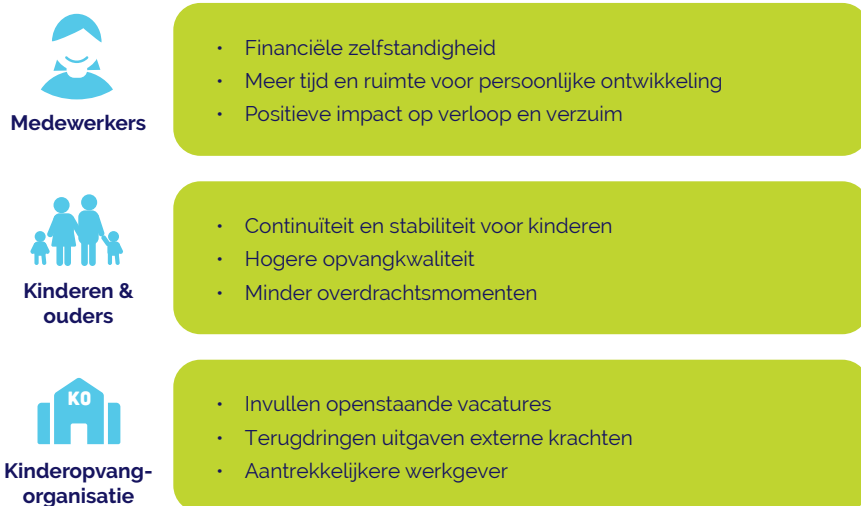 Medewerkers
• Financiële zelfstandigheid
• Meer tijd en ruimte voor persoonlijke ontwikkeling
• Positieve impact op verloop en verzuim
Kinderen &
ouders
• Continuïteit en stabiliteit voor kinderen
• Hogere opvangkwaliteit
• Minder overdrachtsmomenten
KO
Kinderopvang-
organisatie
• Invullen openstaande vacatures
• Terugdringen uitgaven externe krachten
• Aantrekkelijkere werkgever